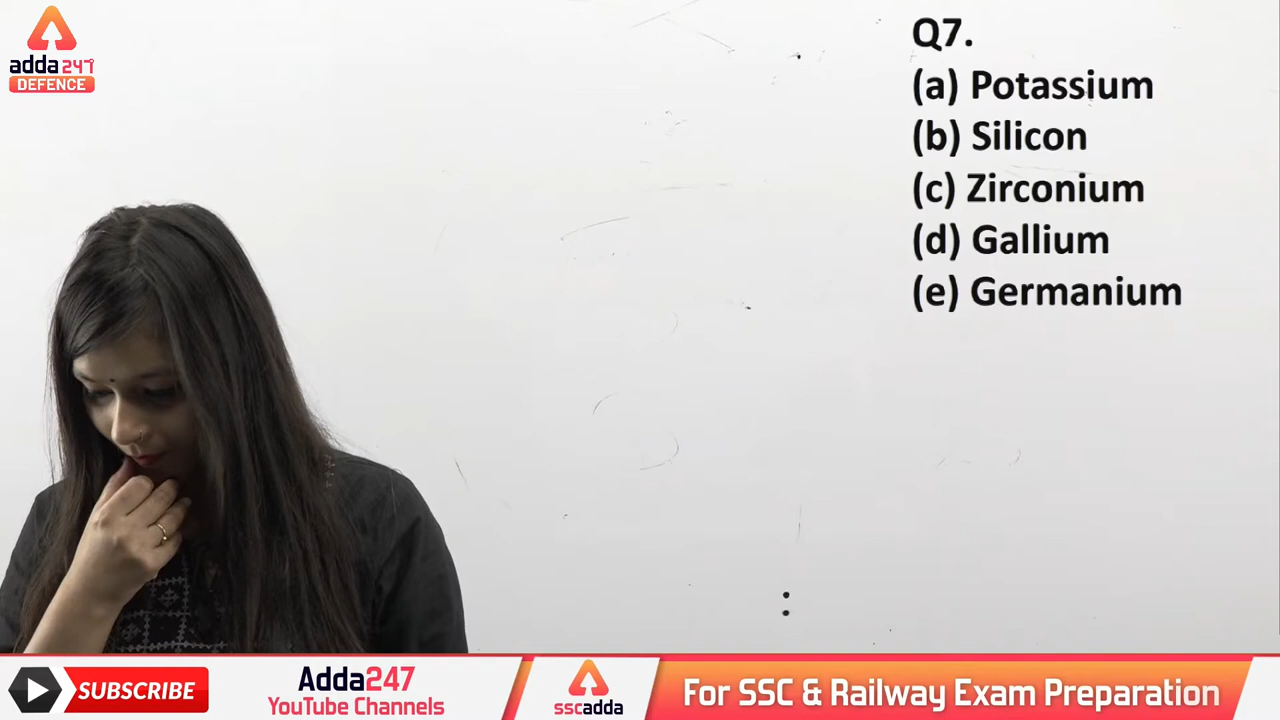 adda247
DEFENCE
Q7.
(a) Potassium
(b) Silicon
(c) Zirconium
(d) Gallium
(e) Germanium
SUBSCRIBE
Adda247
YouTube Channels
sscadda
For SSC & Railway Exam Preparation